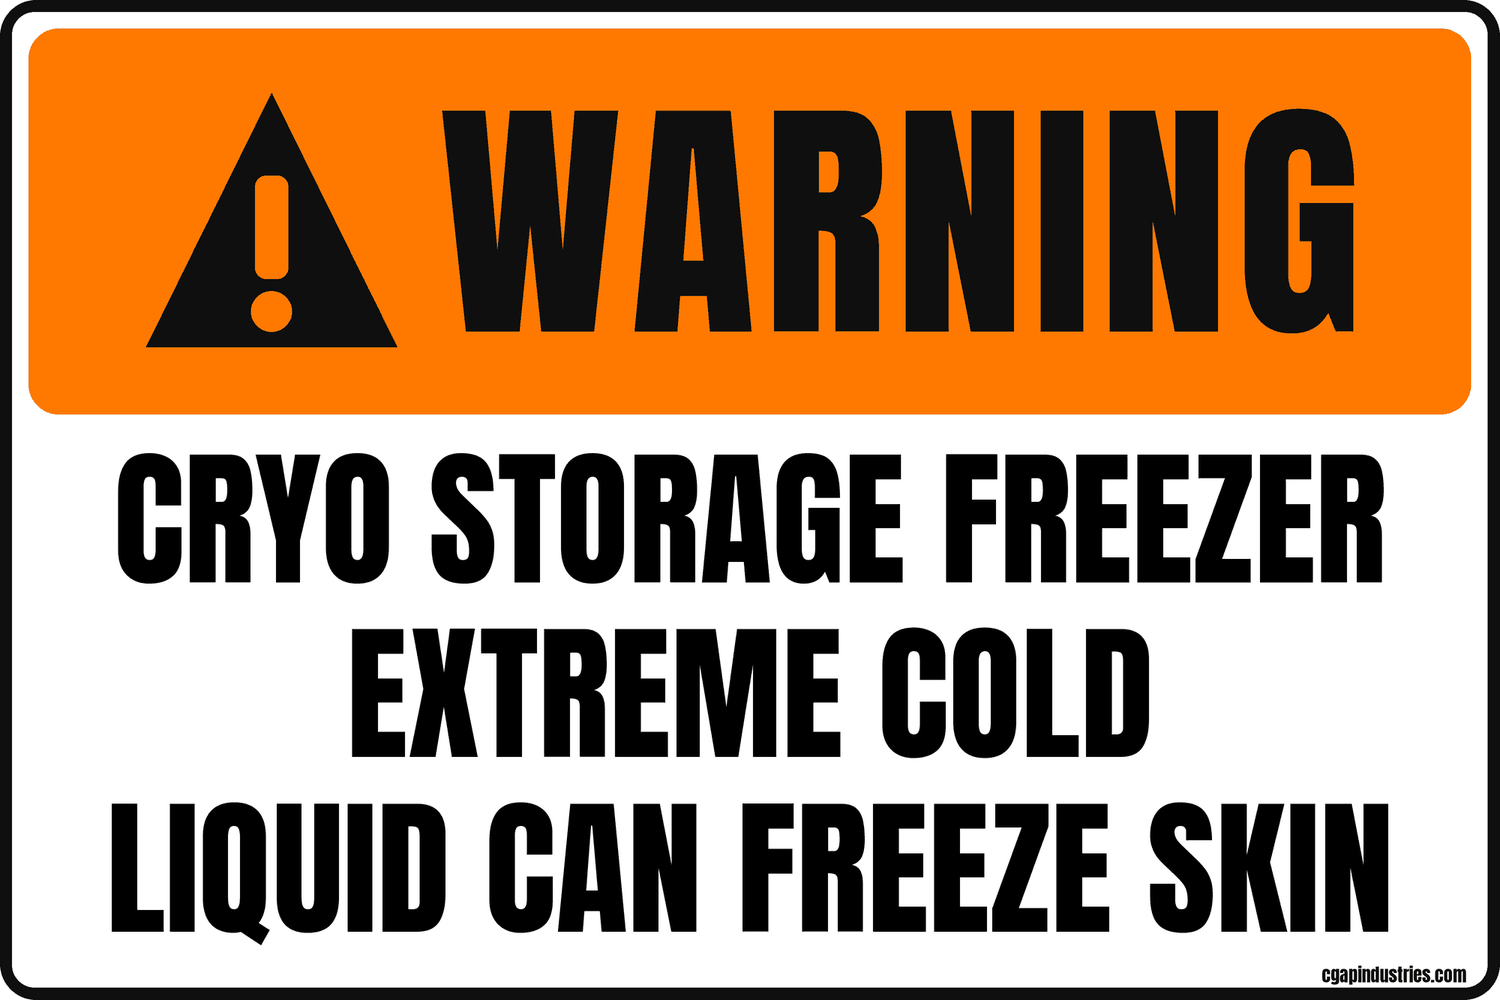 WARNING
CRYO STORAGE FREEZER
EXTREME COLD
LIQUID CAN FREEZE SKIN
cgapindustries.com